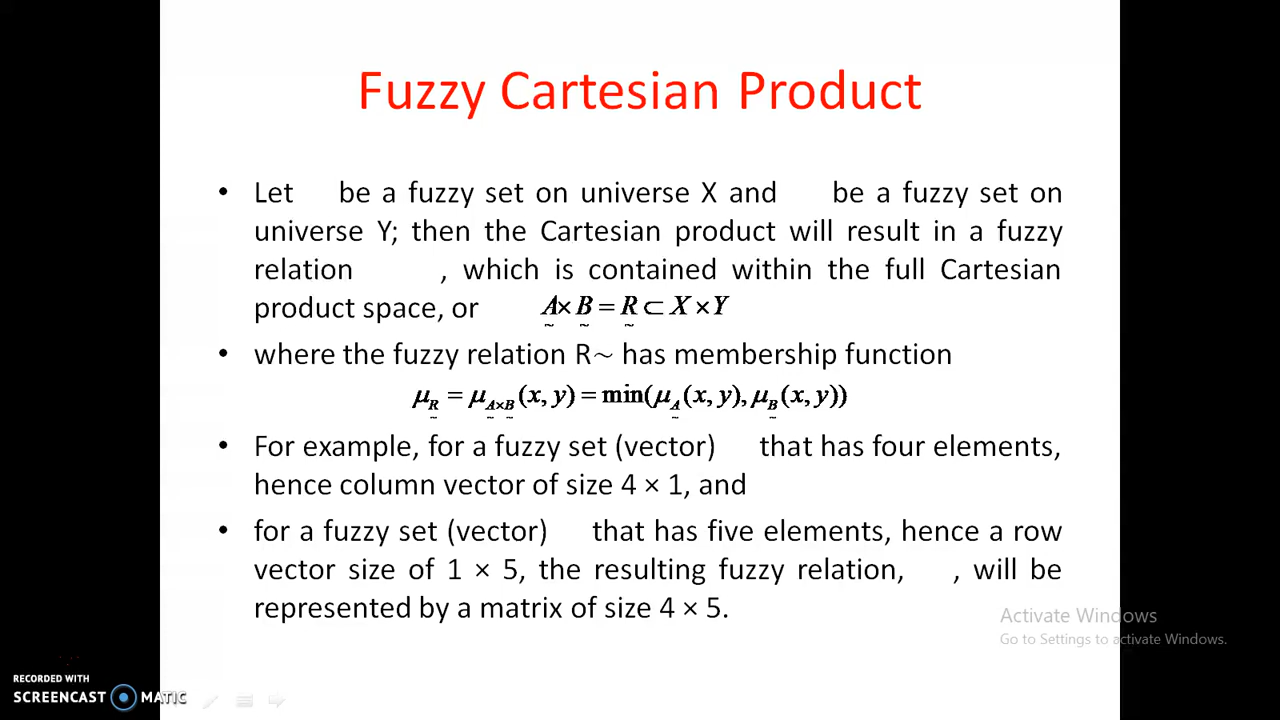 Fuzzy Cartesian Product
• Let be a fuzzy set on universe X and be a fuzzy set on
universe Y; then the Cartesian product will result in a fuzzy
relation , which is contained within the full Cartesian
product space, or A̰ × B̰ = R̰ ⊂ X × Y
• where the fuzzy relation R~ has membership function
μ_R̰ = μ_A̰×B̰ (x, y) = min(μ_A̰ (x, y), μ_B̰ (x, y))
• For example, for a fuzzy set (vector) that has four elements,
hence column vector of size 4 × 1, and
• for a fuzzy set (vector) that has five elements, hence a row
vector size of 1 × 5, the resulting fuzzy relation, , will be
represented by a matrix of size 4 × 5.
Activate Windows
Go to Settings to activate Windows.
RECORDED WITH
SCREENCAST MATIC